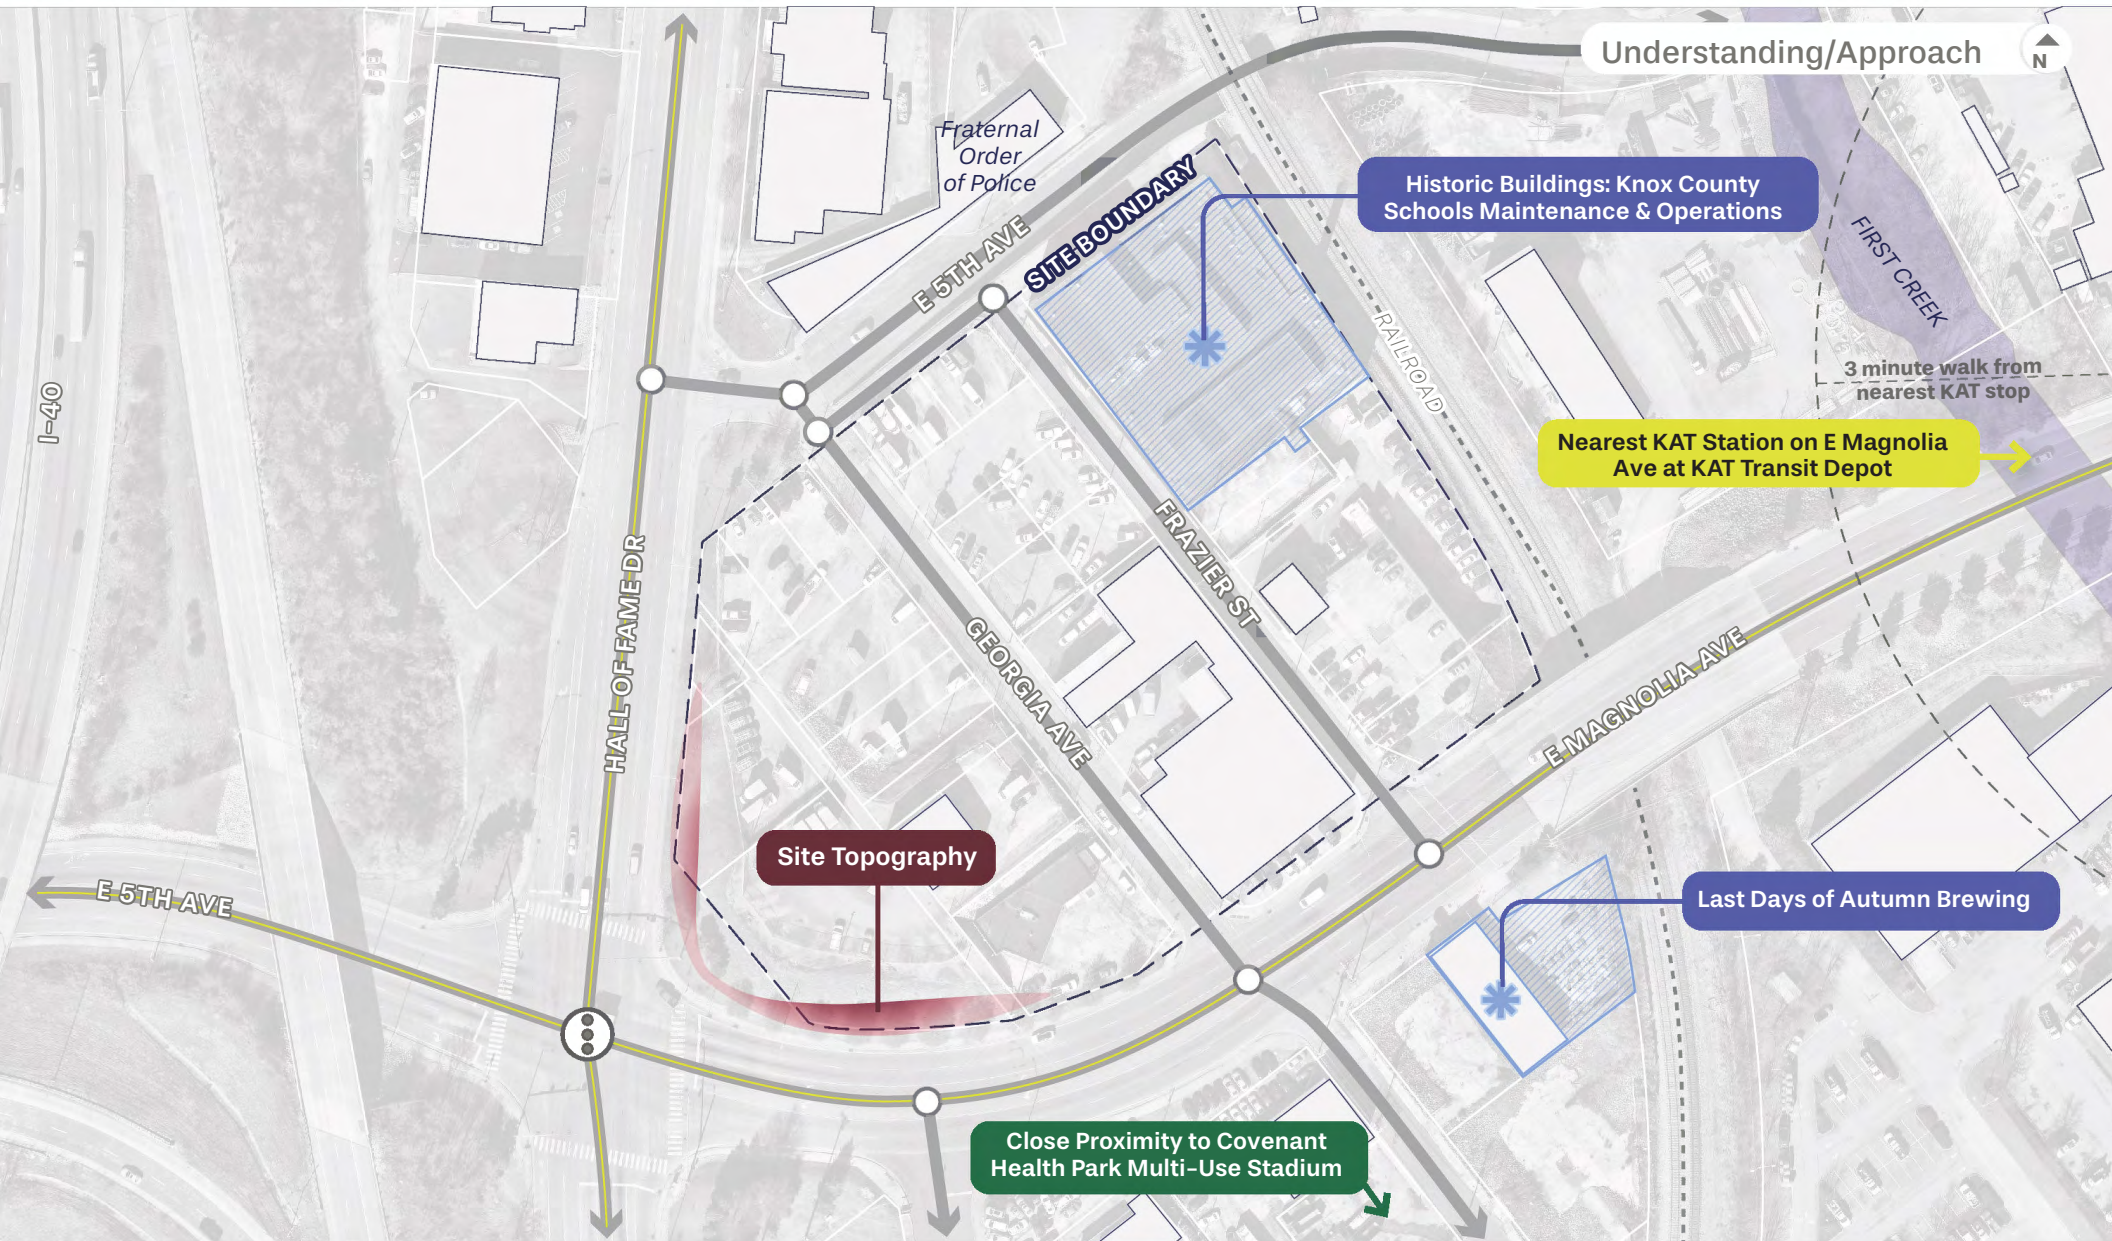 Understanding/Approach
N
Fraternal
Order
of Police
SITE BOUNDARY
E 5TH AVE
Historic Buildings: Knox County
Schools Maintenance & Operations
FIRST CREEK
RAILROAD
3 minute walk from
nearest KAT stop
I-40
Nearest KAT Station on E Magnolia
Ave at KAT Transit Depot
HALL OF FAME DR
FRAZIER ST
GEORGIA AVE
E MAGNOLIA AVE
Site Topography
E 5TH AVE
Last Days of Autumn Brewing
Close Proximity to Covenant
Health Park Multi-Use Stadium